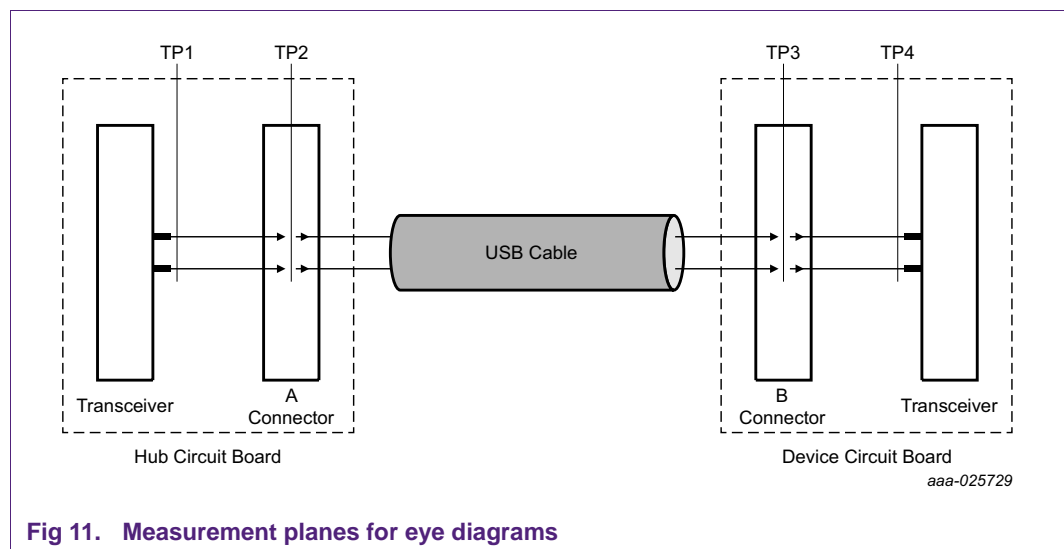 TP1 TP2 TP3 TP4
USB Cable
Transceiver
A
Connector
B
Connector
Transceiver
Hub Circuit Board
Device Circuit Board
aaa-025729
Fig 11. Measurement planes for eye diagrams